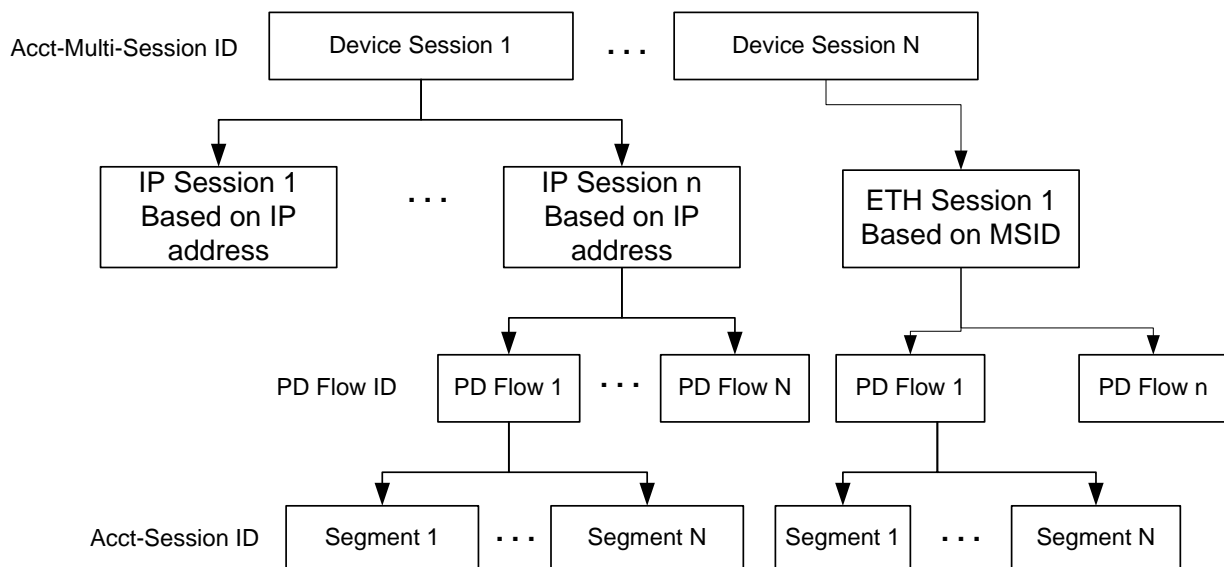 Acct-Multi-Session ID
Device Session 1
. . .
Device Session N
IP Session 1
Based on IP
address
. . .
IP Session n
Based on IP
address
ETH Session 1
Based on MSID
PD Flow ID
PD Flow 1
. . .
PD Flow N
PD Flow 1
. . .
PD Flow n
Acct-Session ID
Segment 1
. . .
Segment N
Segment 1
. . .
Segment N